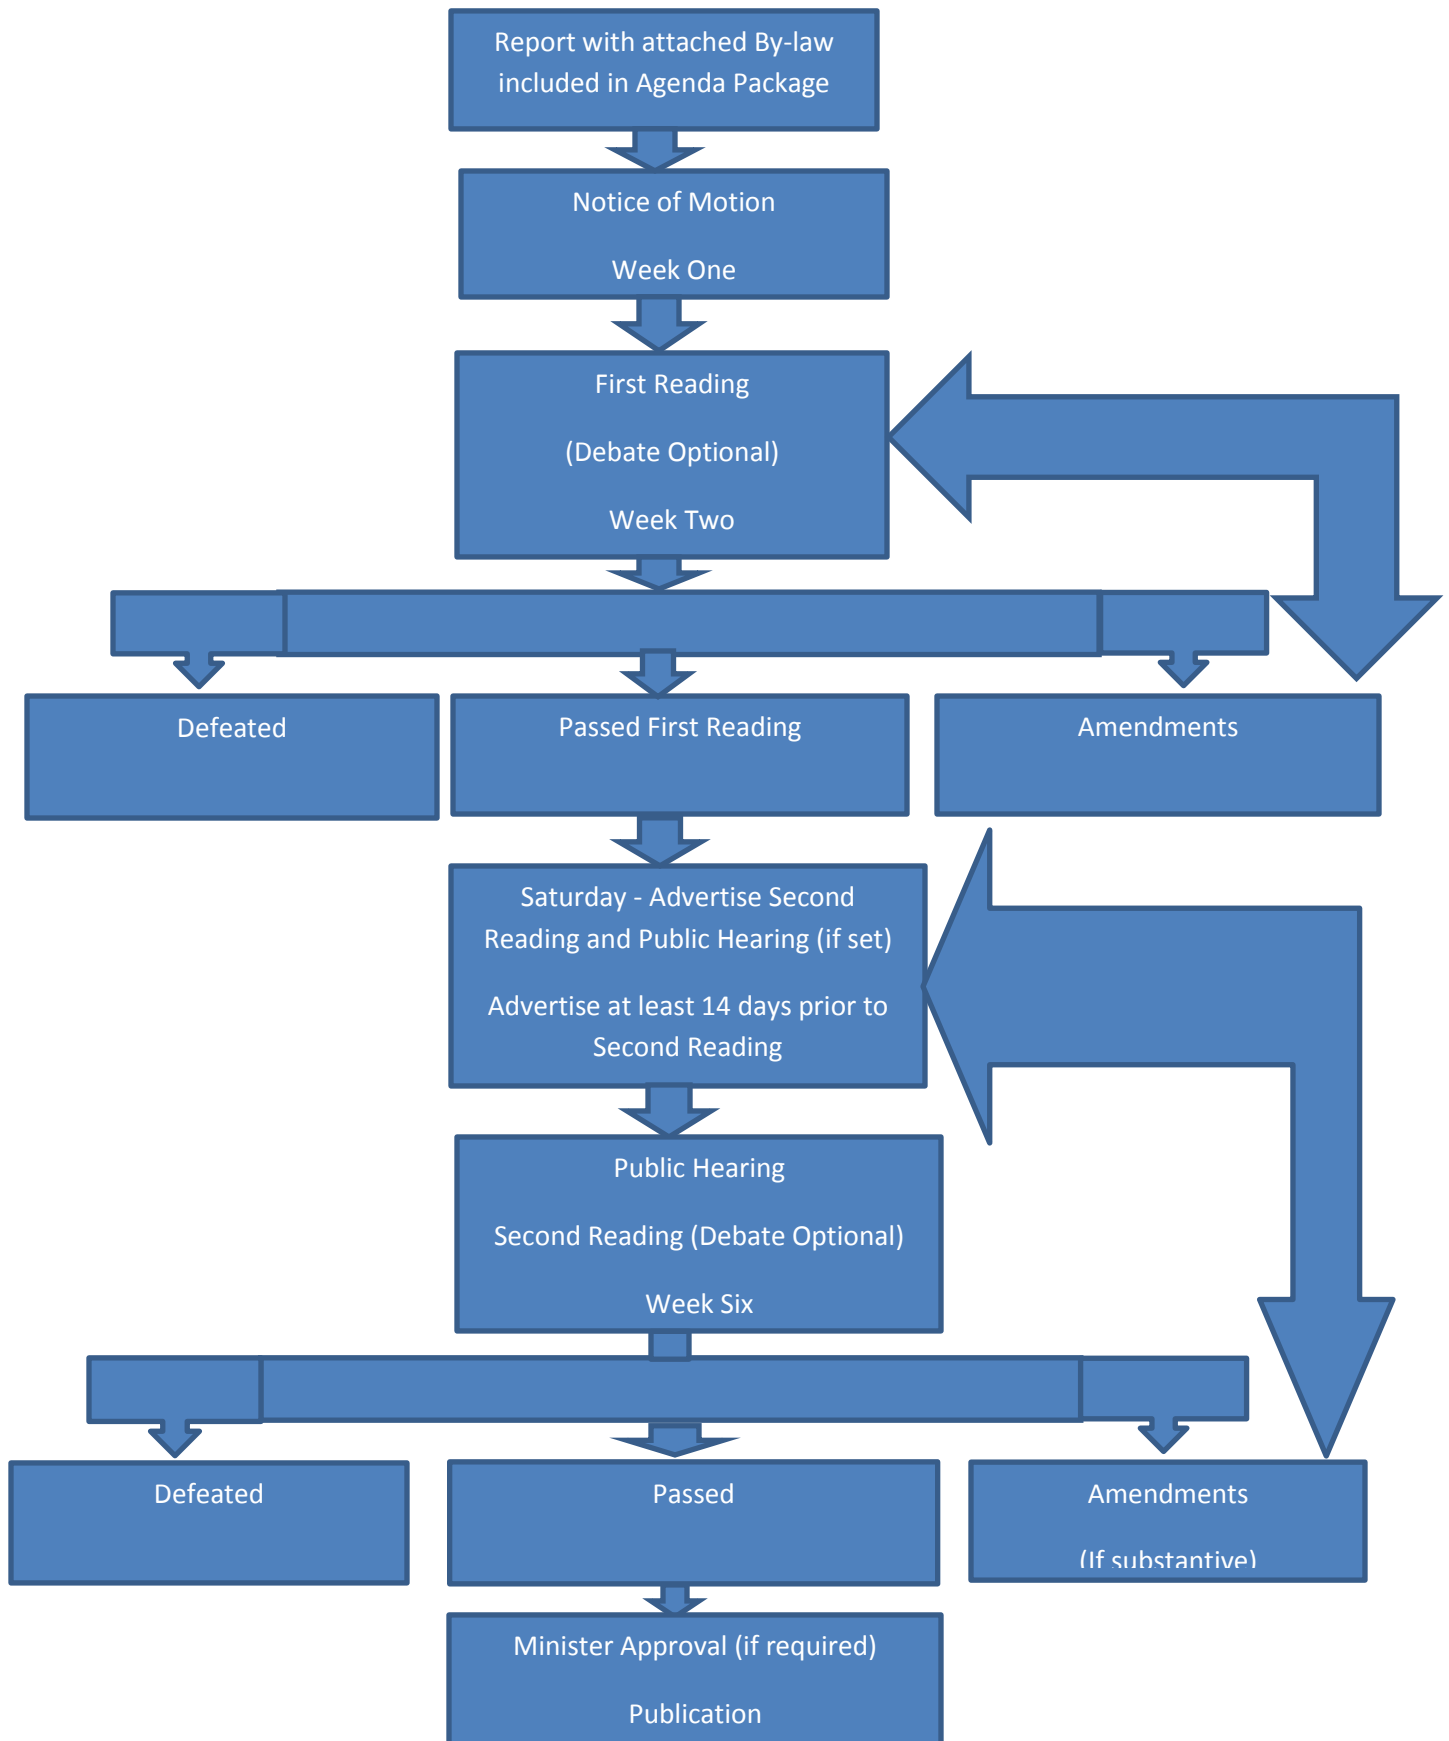 Report with attached By-law
included in Agenda Package
Notice of Motion
Week One
First Reading
(Debate Optional)
Week Two
Defeated
Passed First Reading
Amendments
Saturday - Advertise Second
Reading and Public Hearing (if set)
Advertise at least 14 days prior to
Second Reading
Public Hearing
Second Reading (Debate Optional)
Week Six
Defeated
Passed
Amendments
(If substantive)
Minister Approval (if required)
Publication